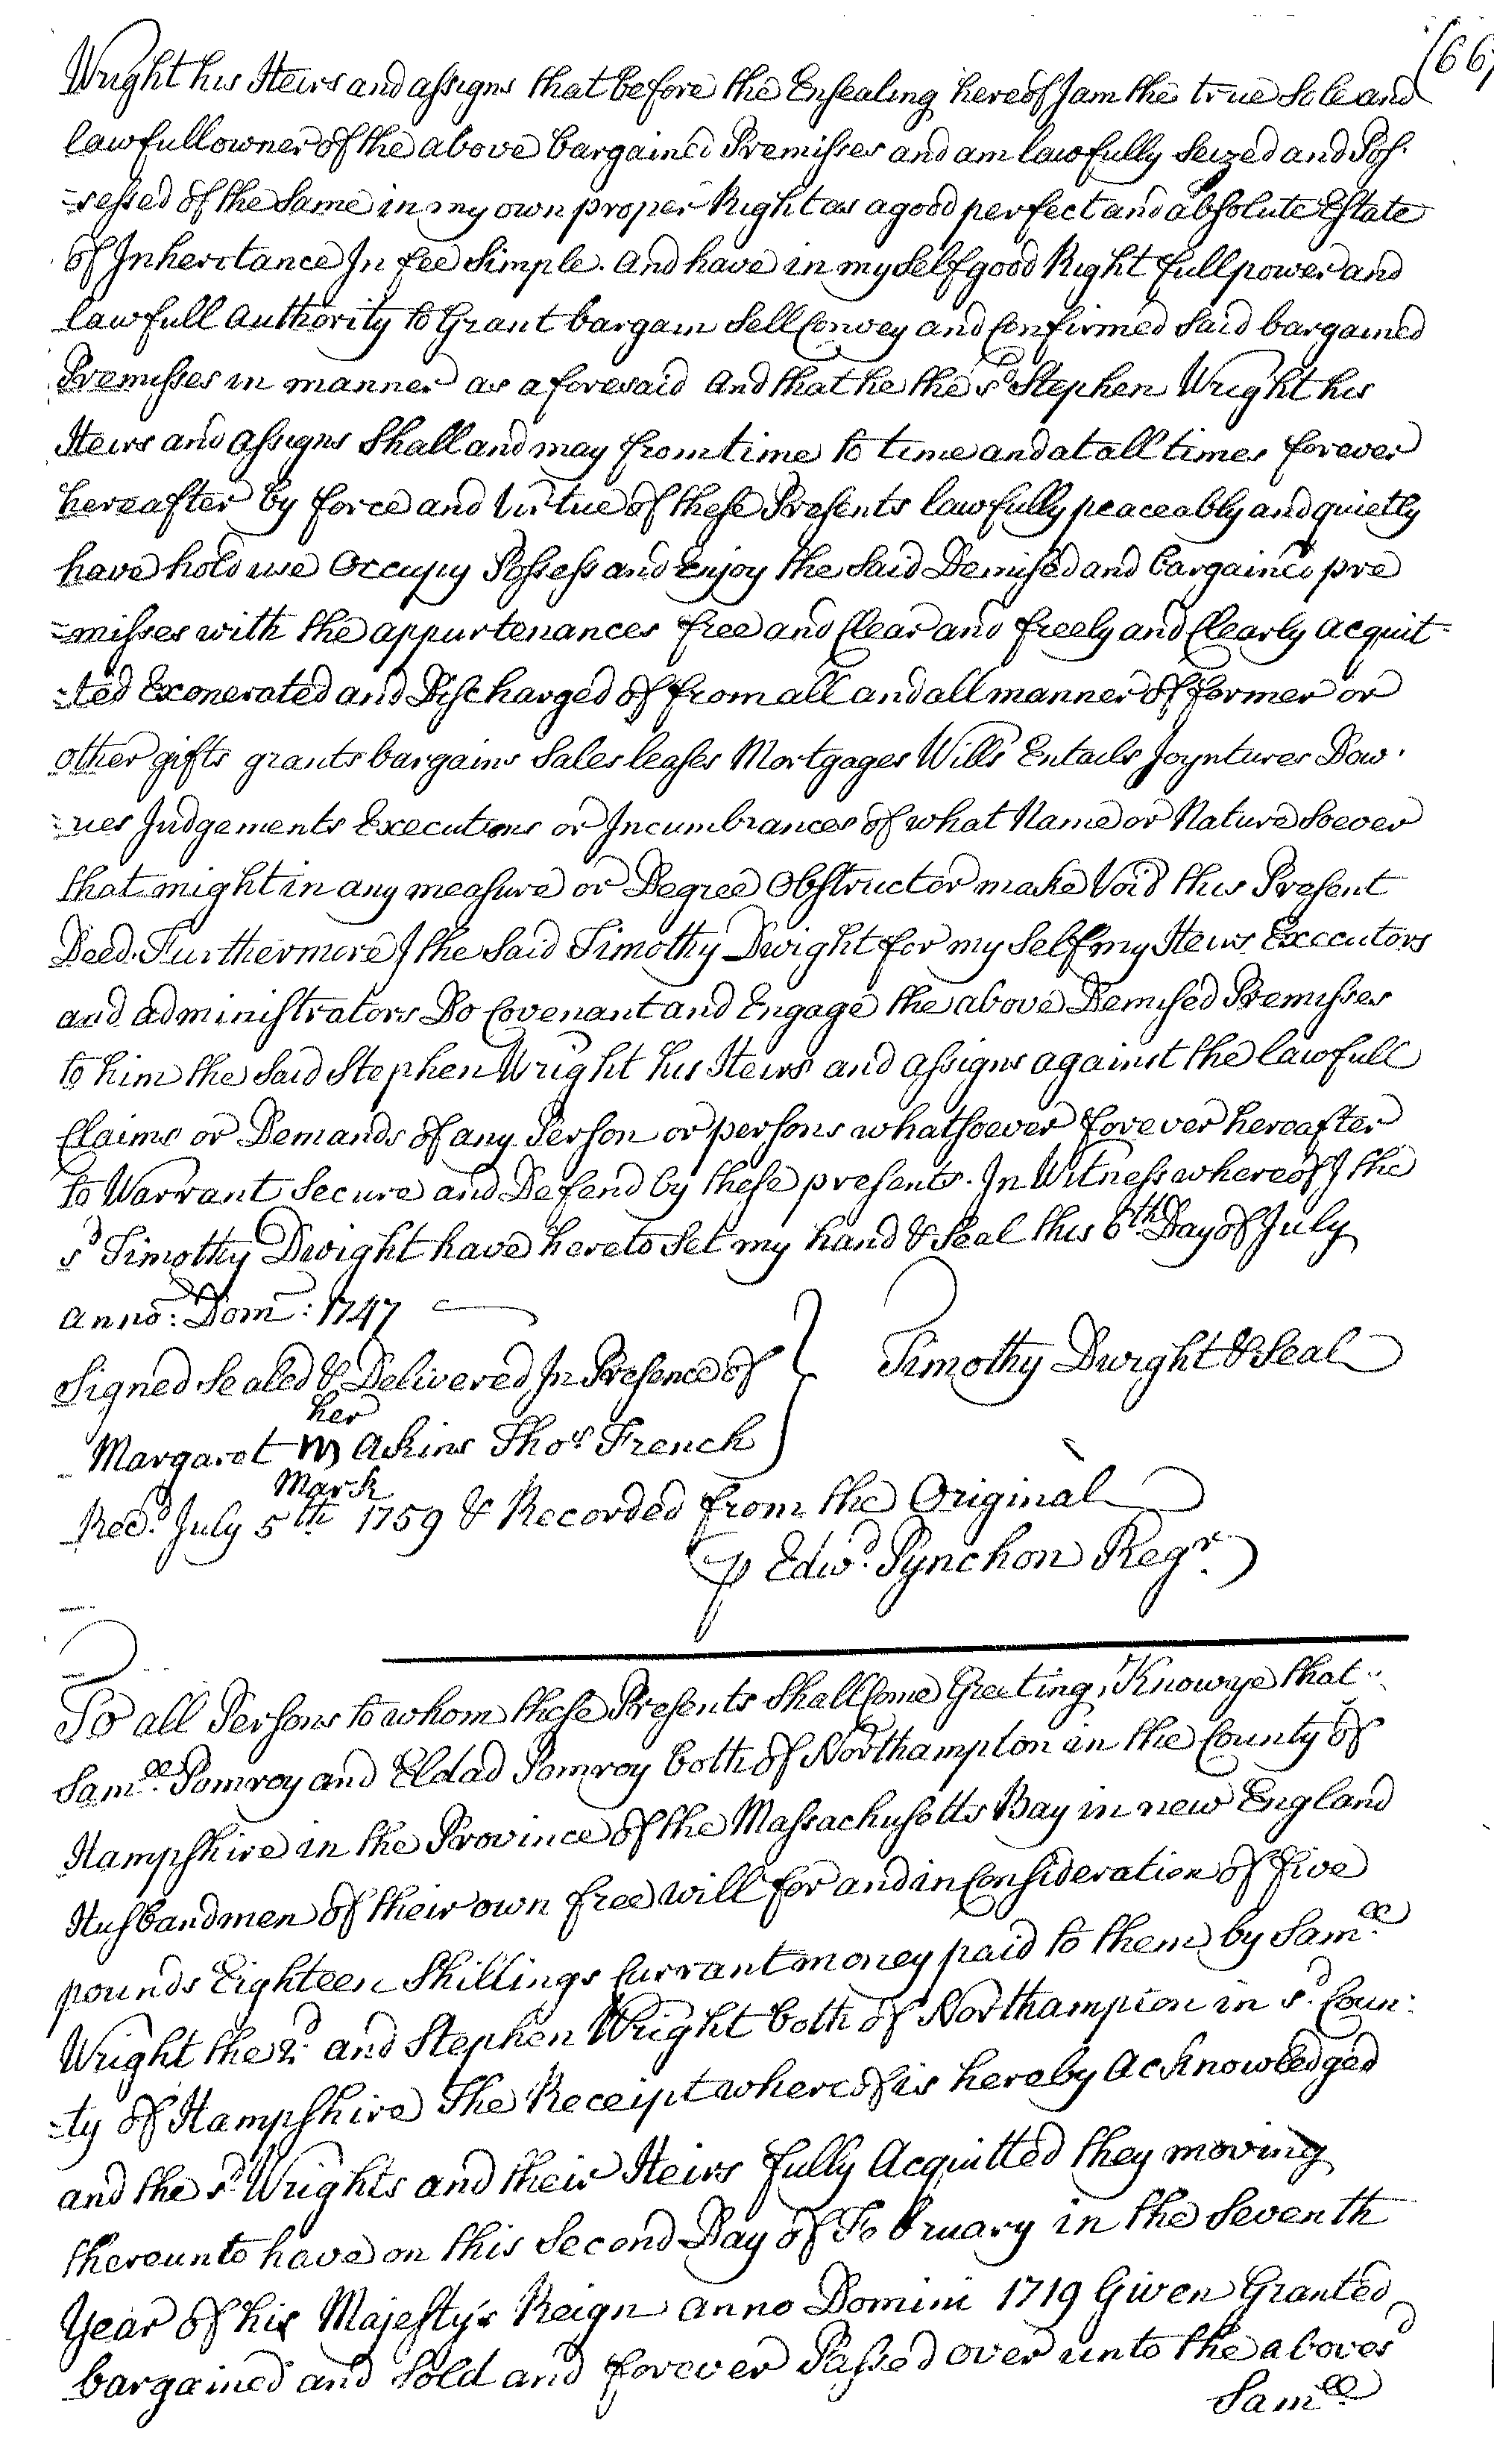 (66)
Wright his Heirs and assigns that before the Ensealing hereof I am the true Sole and
lawfull owner of the above bargained Premisses and am lawfully Seized and Pos-
=sessed of the Same in my own proper Right as a good perfect and absolute Estate
of Inheritance In fee Simple. And have in my Self good Right full power and
lawfull Authority to Grant bargain Sell Convey and Confirmed Said bargained
Premisses in manner as aforesaid And that he the sd Stephen Wright his
Heirs and assigns Shall and may from time to time and at all times forever
hereafter by force and Virtue of these Presents lawfully peaceably and quietly
have hold use Occupy Possess and Enjoy the Said Demised and bargained pre
=misses with the appurtenances free and Clear and freely and Clearly Acquit=
=ted Exonerated and Discharged of from all and all manner of former or
other gifts grants bargains Sales leases Mortgages Wills Entails Joyntures Dow-
=ries Judgements Executions or Incumbrances of what Name or Nature Soever
that might in any measure or Degree Obstruct or make Void this Present
Deed. Furthermore I the Said Timothy Dwight for my Self my Heirs Executors
and administrators Do Covenant and Engage the above Demised Premisses
to him the Said Stephen Wright his Heirs and assigns against the lawfull
Claims or Demands of any Person or persons whatsoever forever hereafter
to Warrant Secure and Defend by these presents. In Witness whereof I the
sd Timothy Dwight have hereto Set my hand & Seal this 6th Day of July
Anno: Dom: 1747
Signed Sealed & Delivered In Presence of } Timothy Dwight & Seal
her
Margaret M Akins Thos French
Mark
Recd July 5th 1759 & Recorded from the Original
P Edwd Pynchon Regr
To all Persons to whom these Presents Shall Come Greeting, Know ye that
Samll Pomroy and Eldad Pomroy both of Northampton in the County of
Hampshire in the Province of the Massachusetts Bay in new England
Husbandmen of their own free will for and in Consideration of five
pounds Eighteen Shillings Currant money paid to them by Samll
Wright the 2d and Stephen Wright both of Northampton in sd Coun:
=ty of Hampshire The Receipt whereof is hereby Acknowledged
and the sd Wrights and their Heirs fully Acquitted they moving
thereunto have on this Second Day of February in the Seventh
Year of his Majesty's Reign anno Domini 1719 Given Granted
bargained and Sold and forever Passed over unto the above sd
Samll